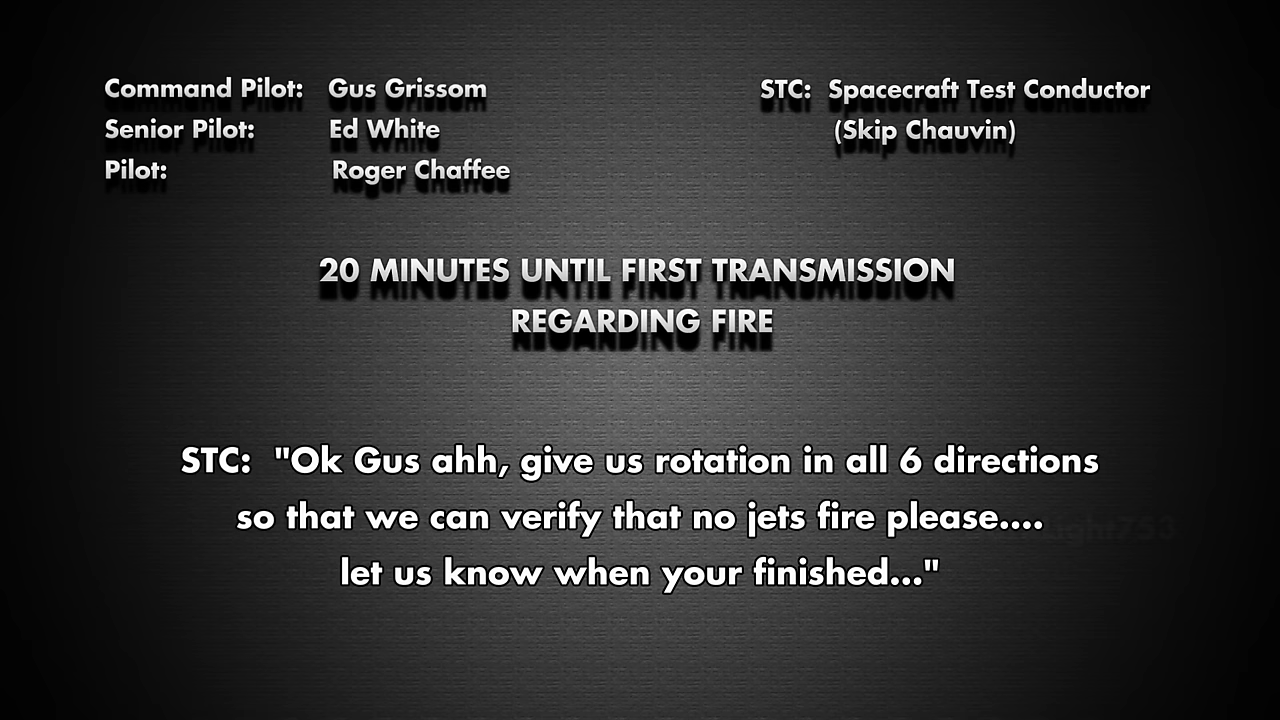 Command Pilot: Gus Grissom
Senior Pilot: Ed White
Pilot: Roger Chaffee
STC: Spacecraft Test Conductor
(Skip Chauvin)
20 MINUTES UNTIL FIRST TRANSMISSION
REGARDING FIRE
STC: "Ok Gus ahh, give us rotation in all 6 directions
so that we can verify that no jets fire please....
let us know when your finished..."